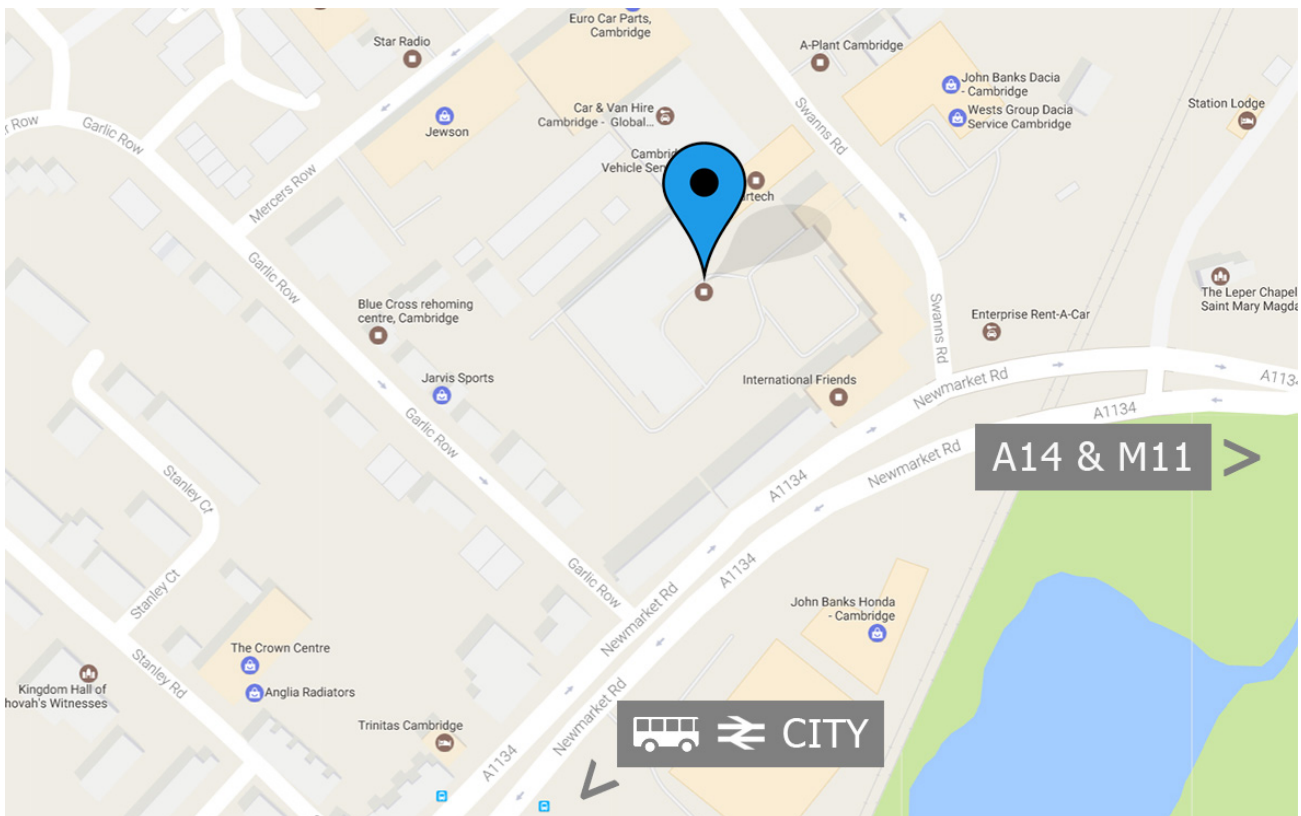 Euro Car Parts,
Cambridge
Star Radio
A-Plant Cambridge
John Banks Dacia
- Cambridge
Wests Group Dacia
Service Cambridge
Station Lodge
Car & Van Hire
Cambridge - Global...
Jewson
Swanns Rd
Row
Garlic Row
Mercers Row
Vehicle
Garlic Row
The Leper Chapel
Saint Mary
Blue Cross rehoming
centre, Cambridge
Enterprise Rent-A-Car
Swanns Rd
Jarvis Sports
International Friends
Newmarket Rd
A1134
A1134
Garlic Row
A14 & M11 >
Newmarket Rd
A1134
Stanley Ct
A1134
Garlic Row
Stanley Ct
John Banks Honda
- Cambridge
Newmarket Rd
The Crown Centre
Stanley Rd
Kingdom Hall of
hovah's Witnesses
Anglia Radiators
Newmarket Rd
Trinitas Cambridge
CITY
A1134